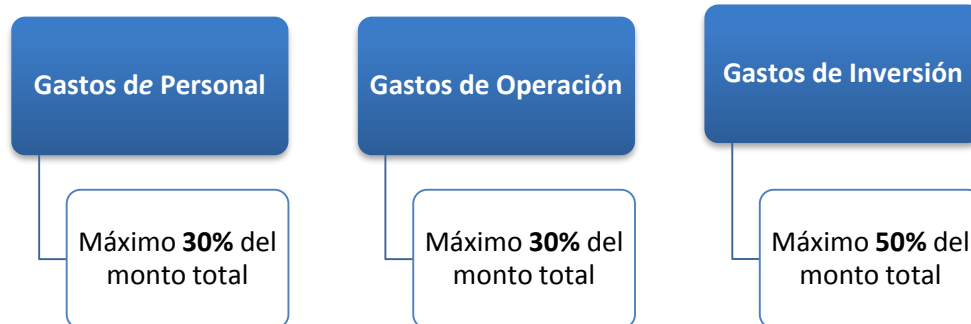 Gastos de Personal
Máximo 30% del
monto total
Gastos de Operación
Máximo 30% del
monto total
Gastos de Inversión
Máximo 50% del
monto total